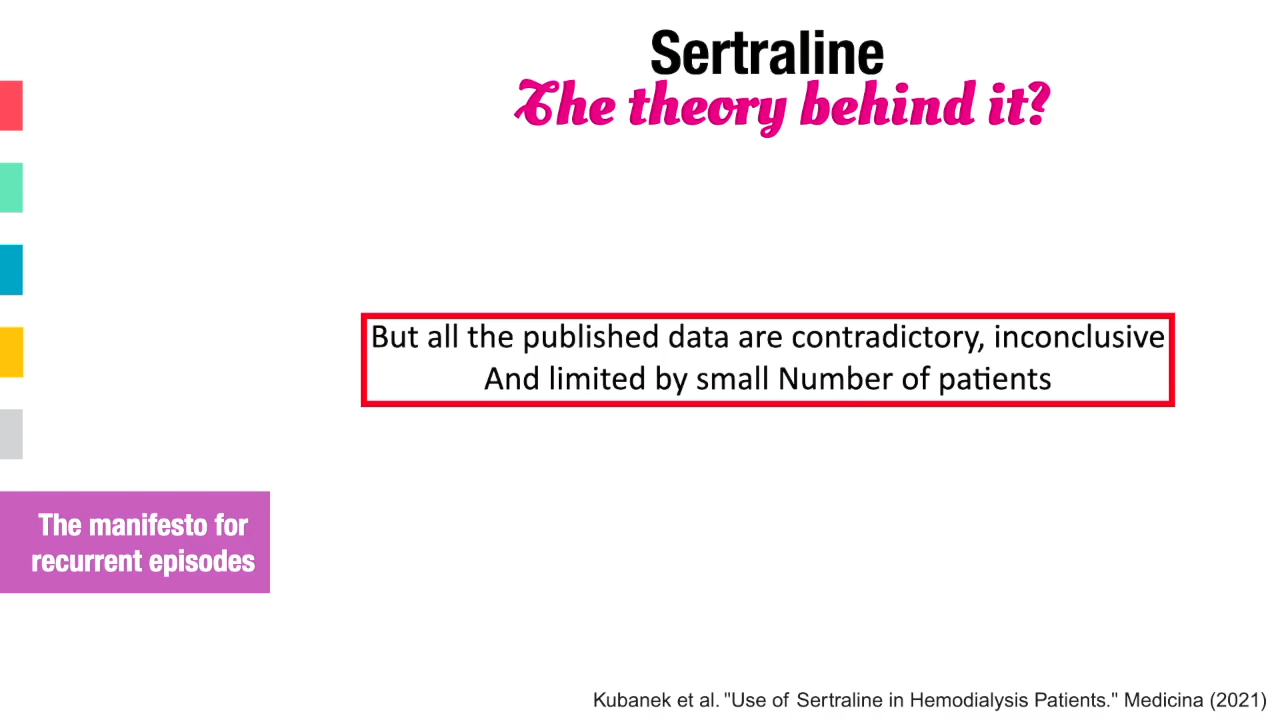 Sertraline
The theory behind it?
But all the published data are contradictory, inconclusive
And limited by small Number of patients
The manifesto for
recurrent episodes
Kubanek et al. "Use of Sertraline in Hemodialysis Patients." Medicina (2021)